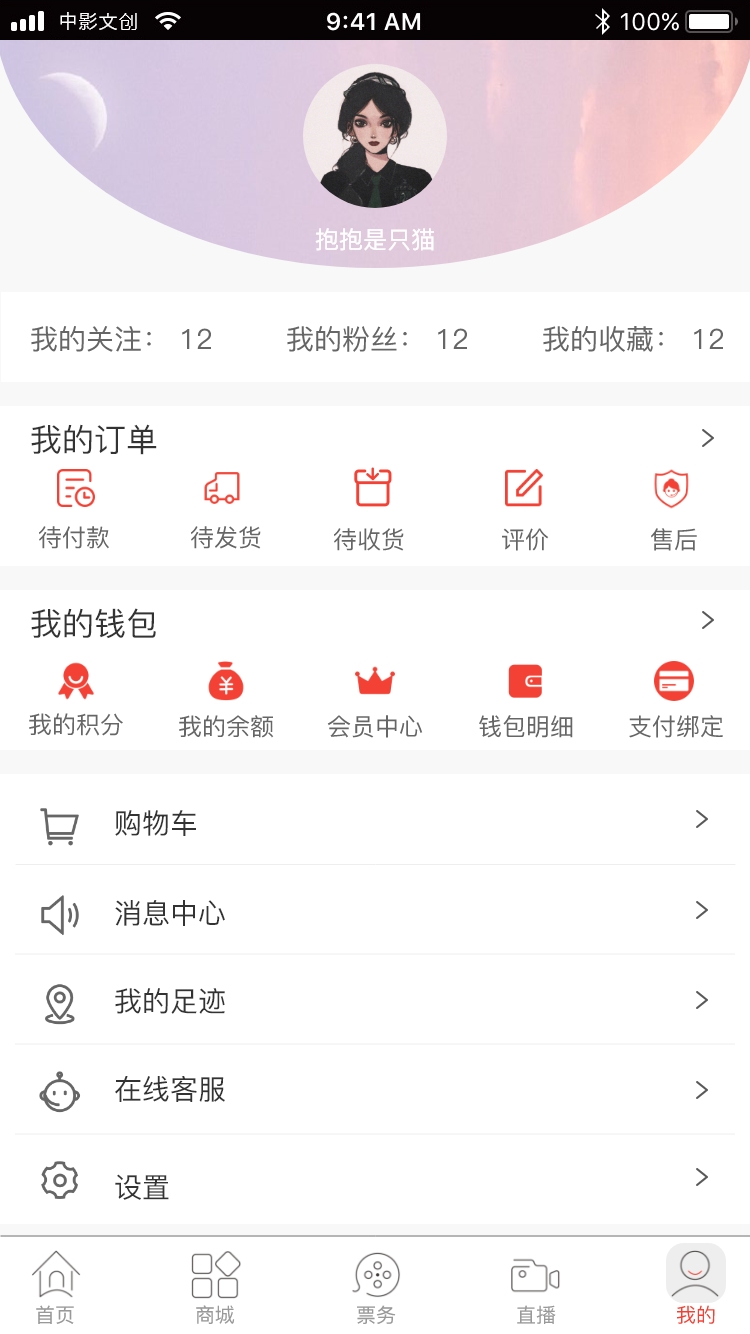 中影文创 9:41 AM 100%
抱抱是只猫
我的关注： 12 我的粉丝： 12 我的收藏： 12
我的订单
待付款 待发货 待收货 评价 售后
我的钱包
我的积分 我的余额 会员中心 钱包明细 支付绑定
购物车
消息中心
我的足迹
在线客服
设置
首页 商城 票务 直播 我的